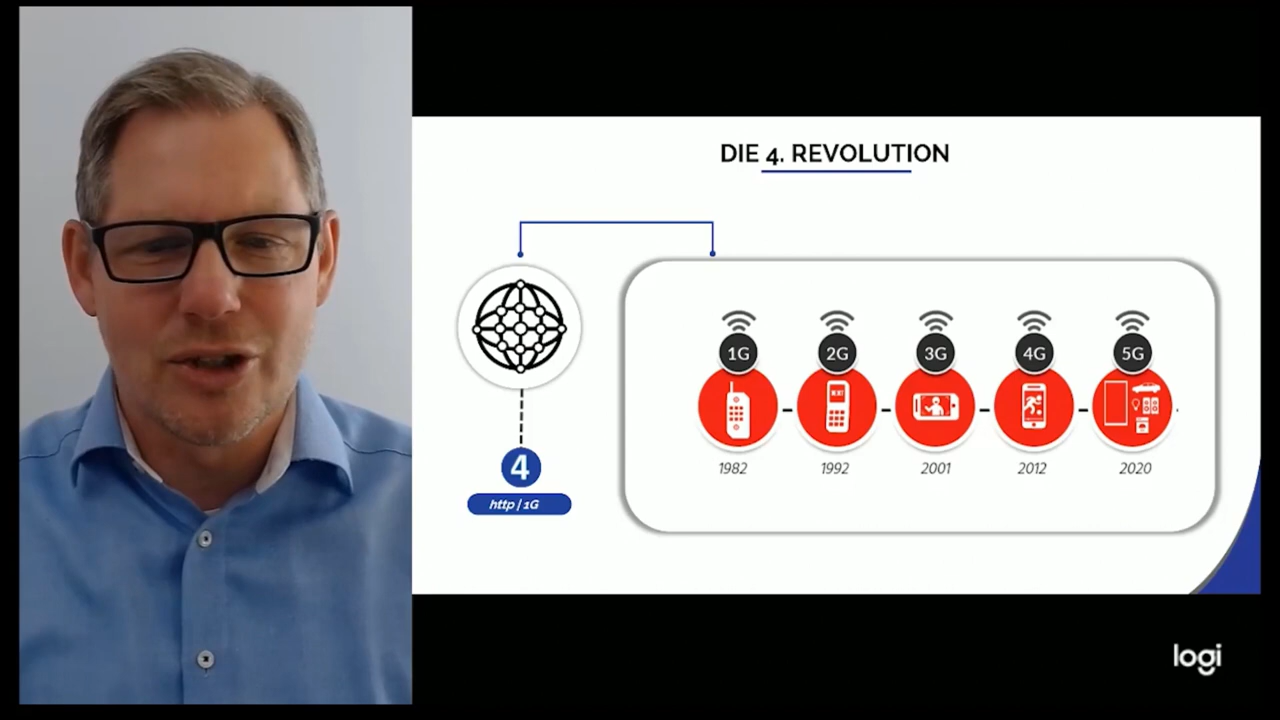 DIE 4. REVOLUTION
1G 2G 3G 4G 5G
1982 1992 2001 2012 2020
4
http | 1G
logi